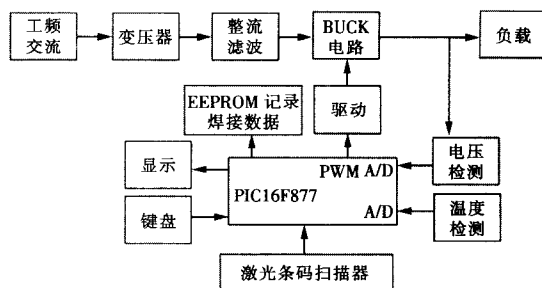 工频
交流
变压器
整流
滤波
BUCK
电路
负载
EEPROM 记录
焊接数据
驱动
显示
键盘
PWM A/D
PIC16F877
A/D
电压
检测
温度
检测
激光条码扫描器